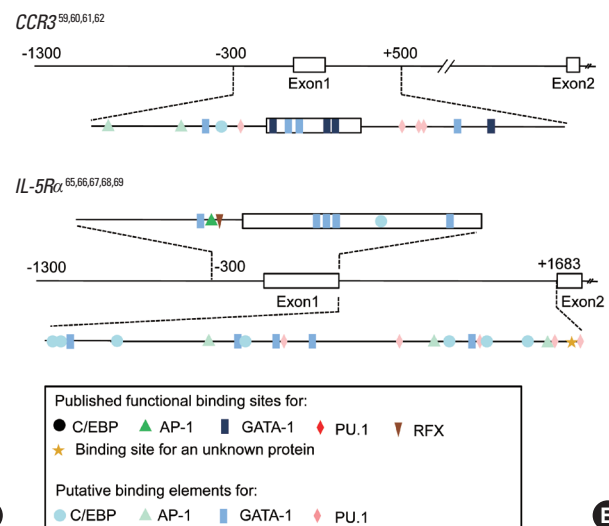 CCR3 59,60,61,62
-1300 -300 +500
Exon1 Exon2
IL-5Rα 65,66,67,68,69
-1300 -300 +1683
Exon1 Exon2
Published functional binding sites for:
C/EBP AP-1 GATA-1 PU.1 RFX
Binding site for an unknown protein
Putative binding elements for:
C/EBP AP-1 GATA-1 PU.1